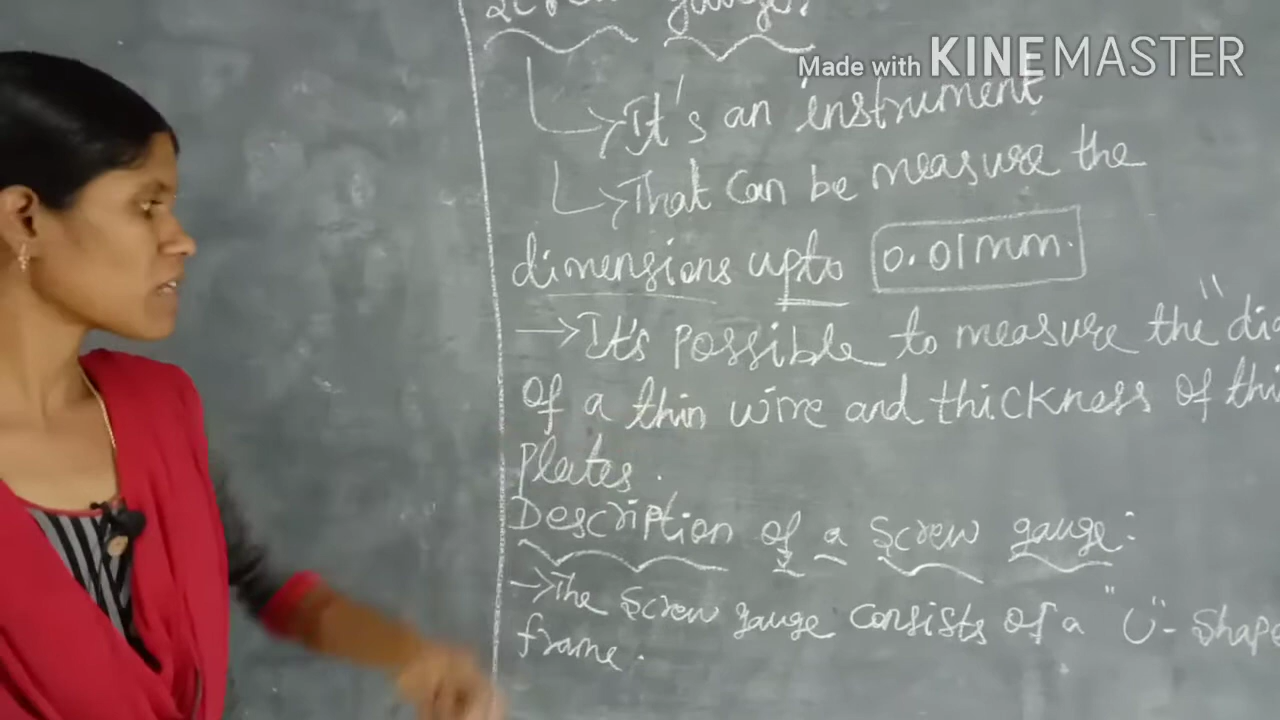 Screw gauge:
Made with KINEMASTER
It's an instrument
That can be measure the
dimensions upto 0.01mm.
It's possible to measure the "dia
of a thin wire and thickness of thi
plates.
Description of a Screw gauge:
The Screw gauge consists of a "U"- Shape
frame.